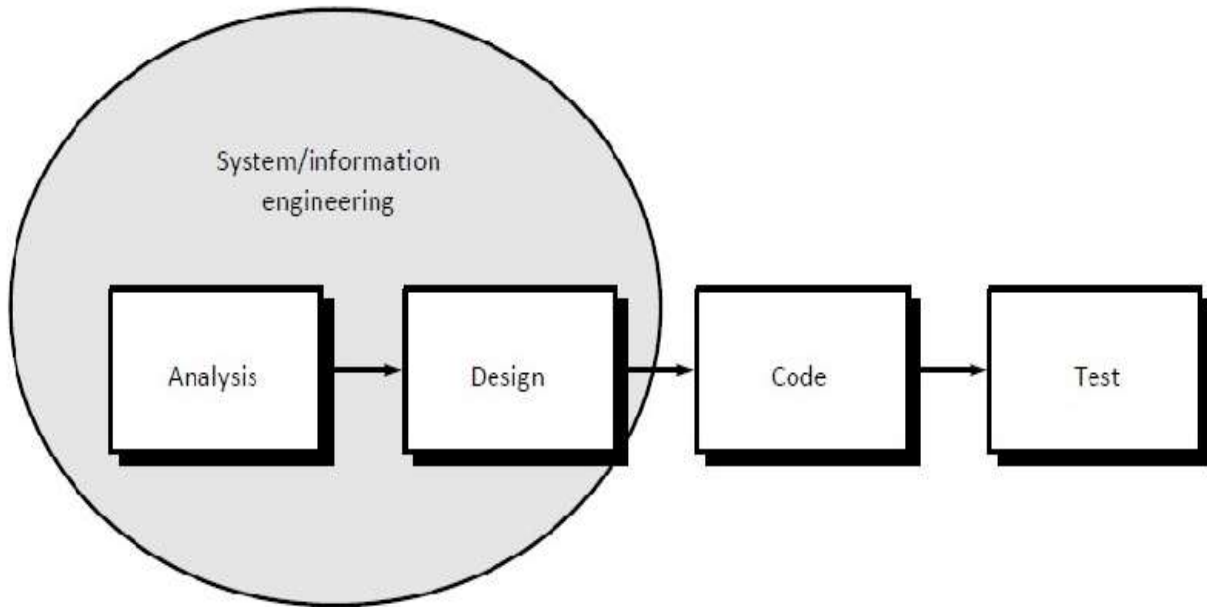 System/information
engineering
Analysis
Design
Code
Test